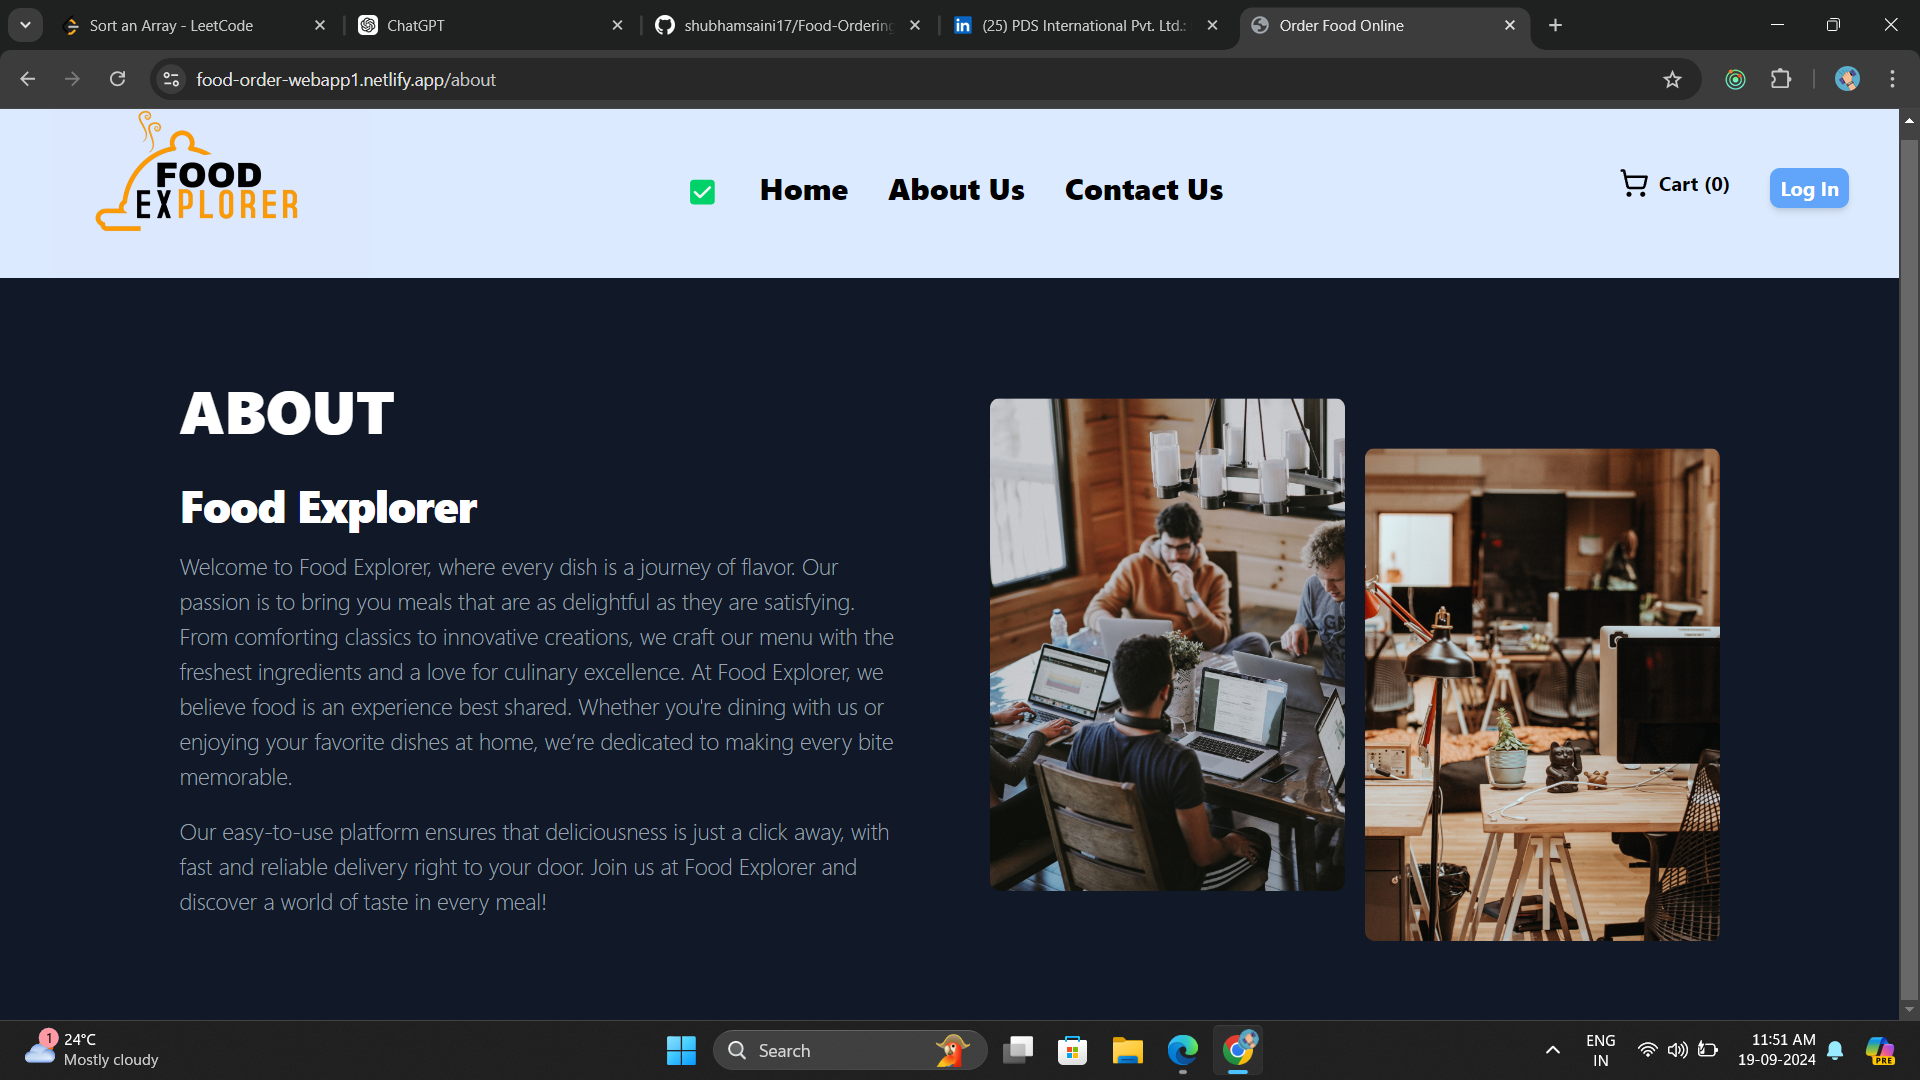 Sort an Array - LeetCode
ChatGPT
shubhamsaini17/Food-Ordering
(25) PDS International Pvt. Ltd.:
Order Food Online
food-order-webapp1.netlify.app/about
FOOD
EXPLORER
Home
About Us
Contact Us
Cart (0)
Log In
ABOUT
Food Explorer
Welcome to Food Explorer, where every dish is a journey of flavor. Our
passion is to bring you meals that are as delightful as they are satisfying.
From comforting classics to innovative creations, we craft our menu with the
freshest ingredients and a love for culinary excellence. At Food Explorer, we
believe food is an experience best shared. Whether you're dining with us or
enjoying your favorite dishes at home, we’re dedicated to making every bite
memorable.
Our easy-to-use platform ensures that deliciousness is just a click away, with
fast and reliable delivery right to your door. Join us at Food Explorer and
discover a world of taste in every meal!
1
24°C
Mostly cloudy
Search
ENG
IN
11:51 AM
19-09-2024
PRE